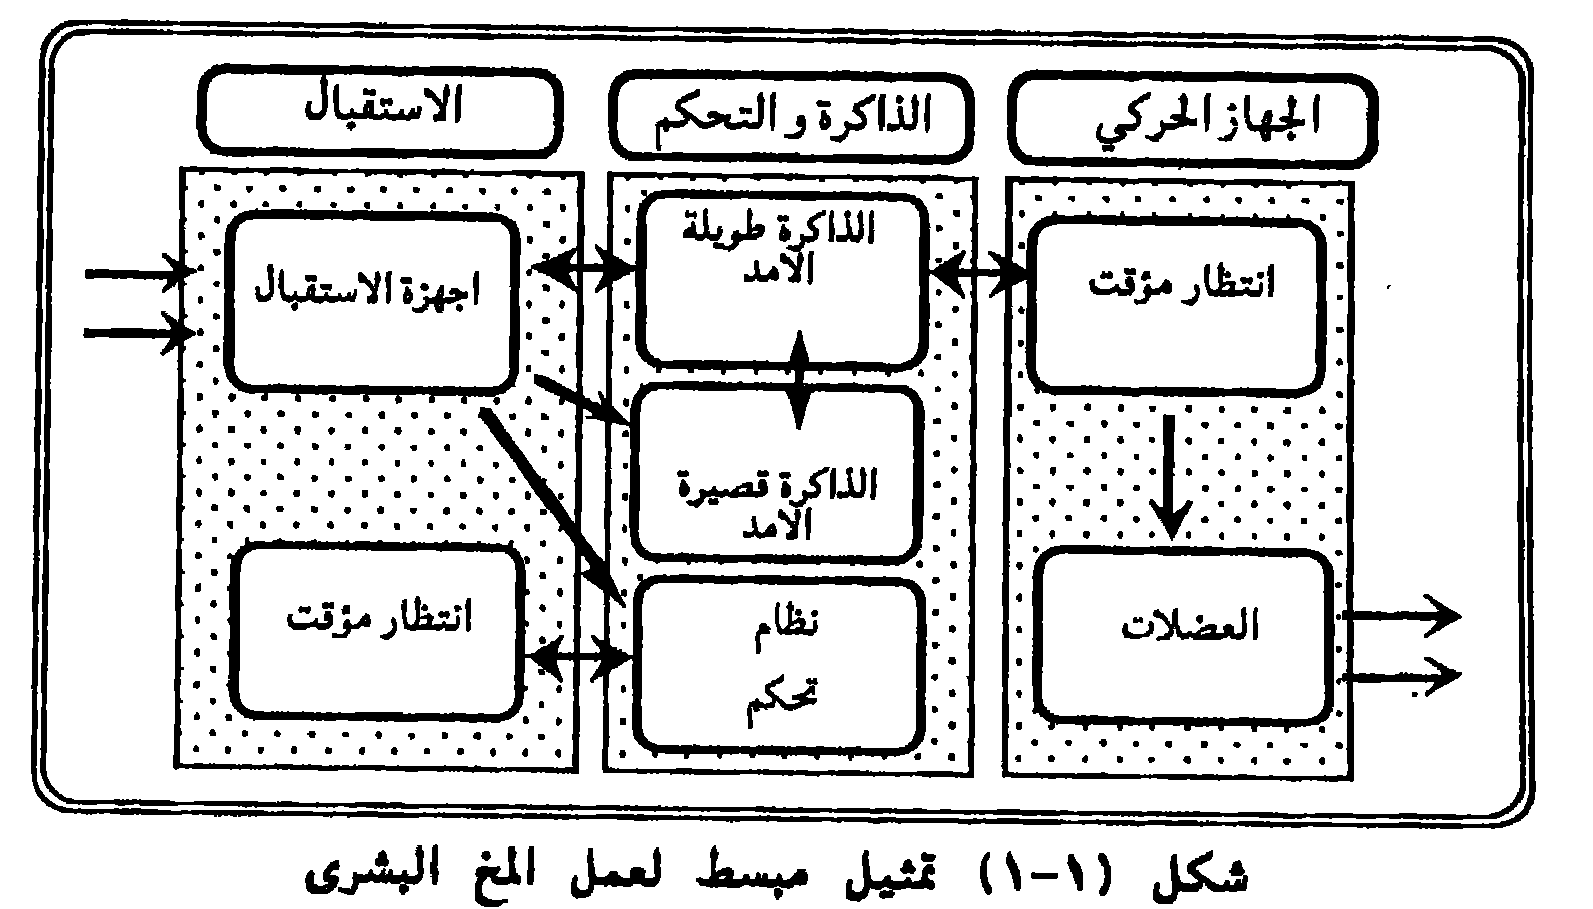 الاستقبال
الذاكرة و التحكم
الجهاز الحركي
اجهزة الاستقبال
انتظار مؤقت
الذاكرة طويلة
الامد
الذاكرة قصيرة
الامد
نظام
تحكم
انتظار مؤقت
العضلات
شكل (١-١) تمثيل مبسط لعمل المخ البشرى